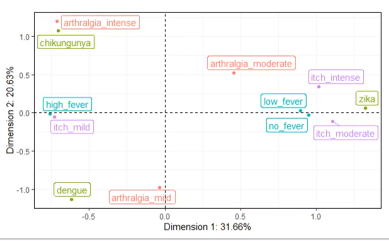 arthralgia_intense
chikungunya
1.0
arthralgia_moderate
itch_intense
0.5
high_fever
low_fever
zika
0.0
itch_mild
no_fever
itch_moderate
-0.5
dengue
-1.0
arthralgia_mild
-0.5 0.0 0.5 1.0
Dimension 1: 31.66%
Dimension 2: 20.63%